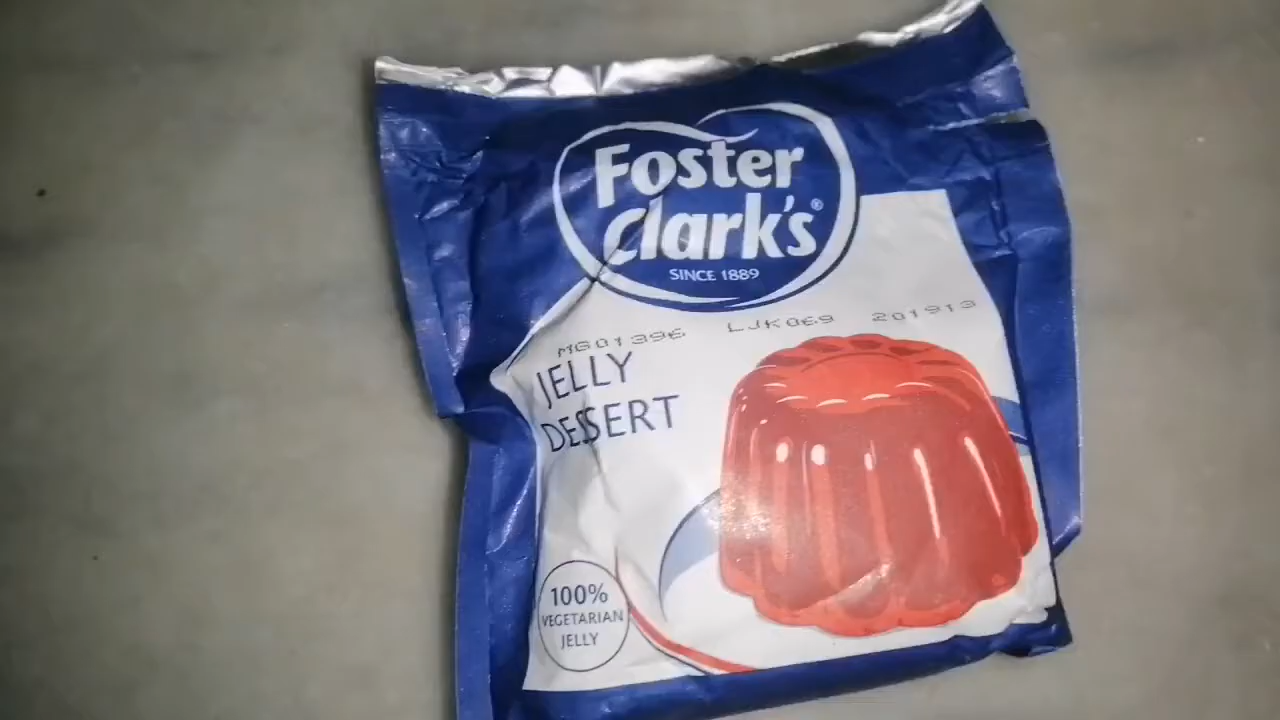 Foster
Clark's®
SINCE 1889
MG01396 LJK069 201913
JELLY
DESSERT
100%
VEGETARIAN
JELLY